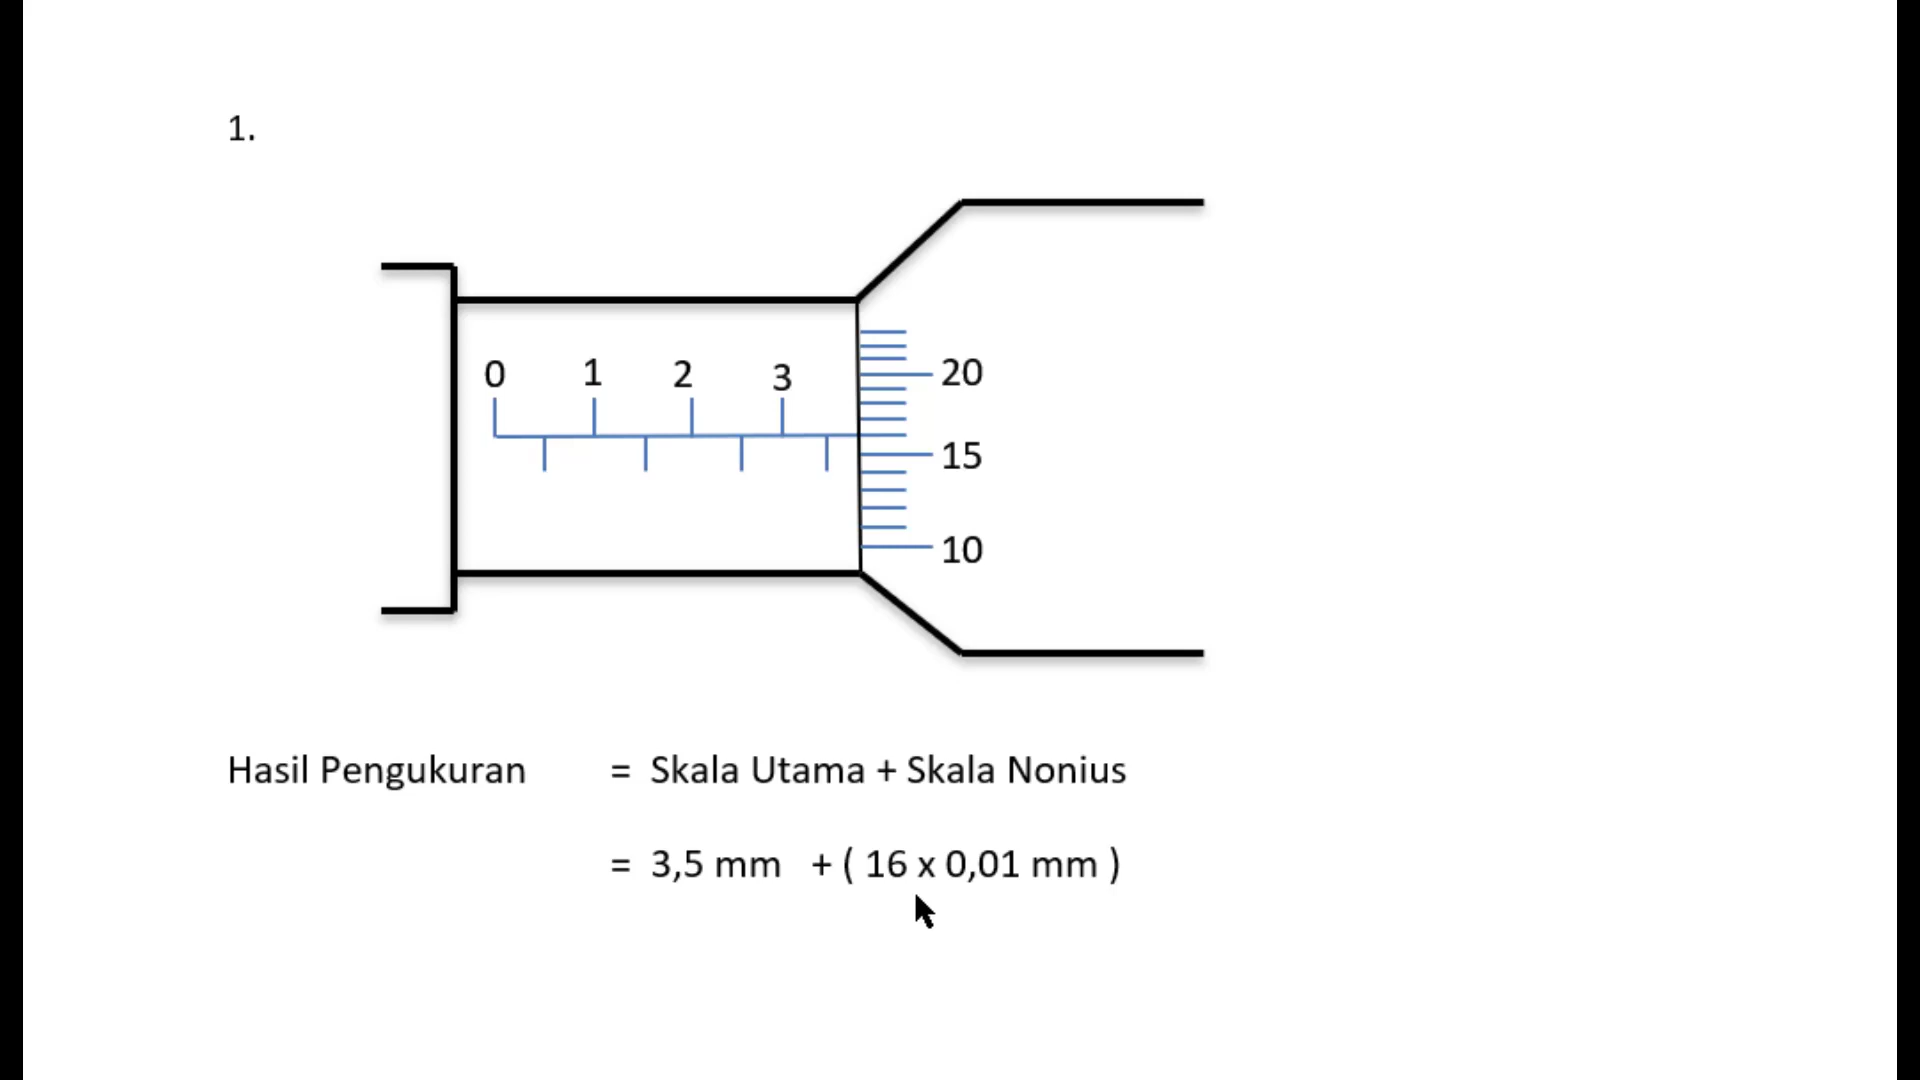 1.
0 1 2 3
20
15
10
Hasil Pengukuran = Skala Utama + Skala Nonius
= 3,5 mm + ( 16 x 0,01 mm )